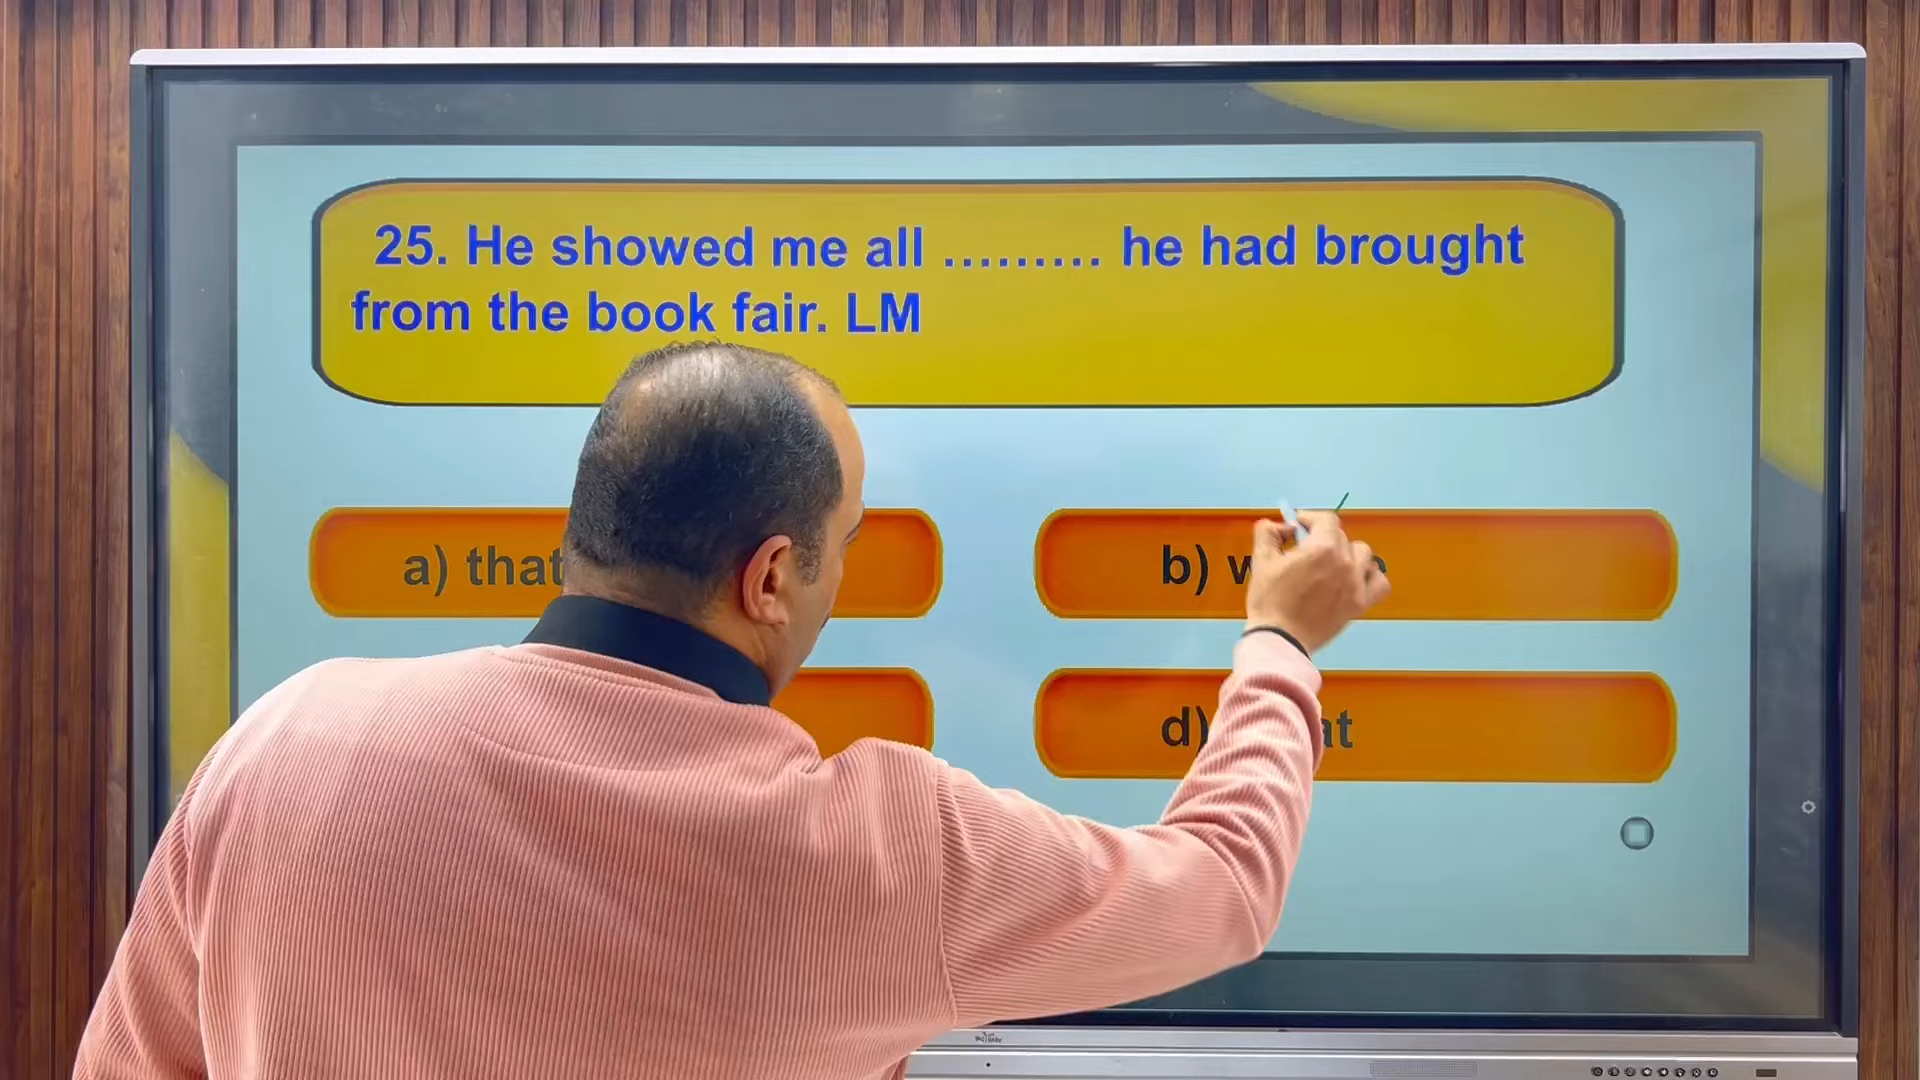 25. He showed me all ......... he had brought
from the book fair. LM
a) that
b)
d)